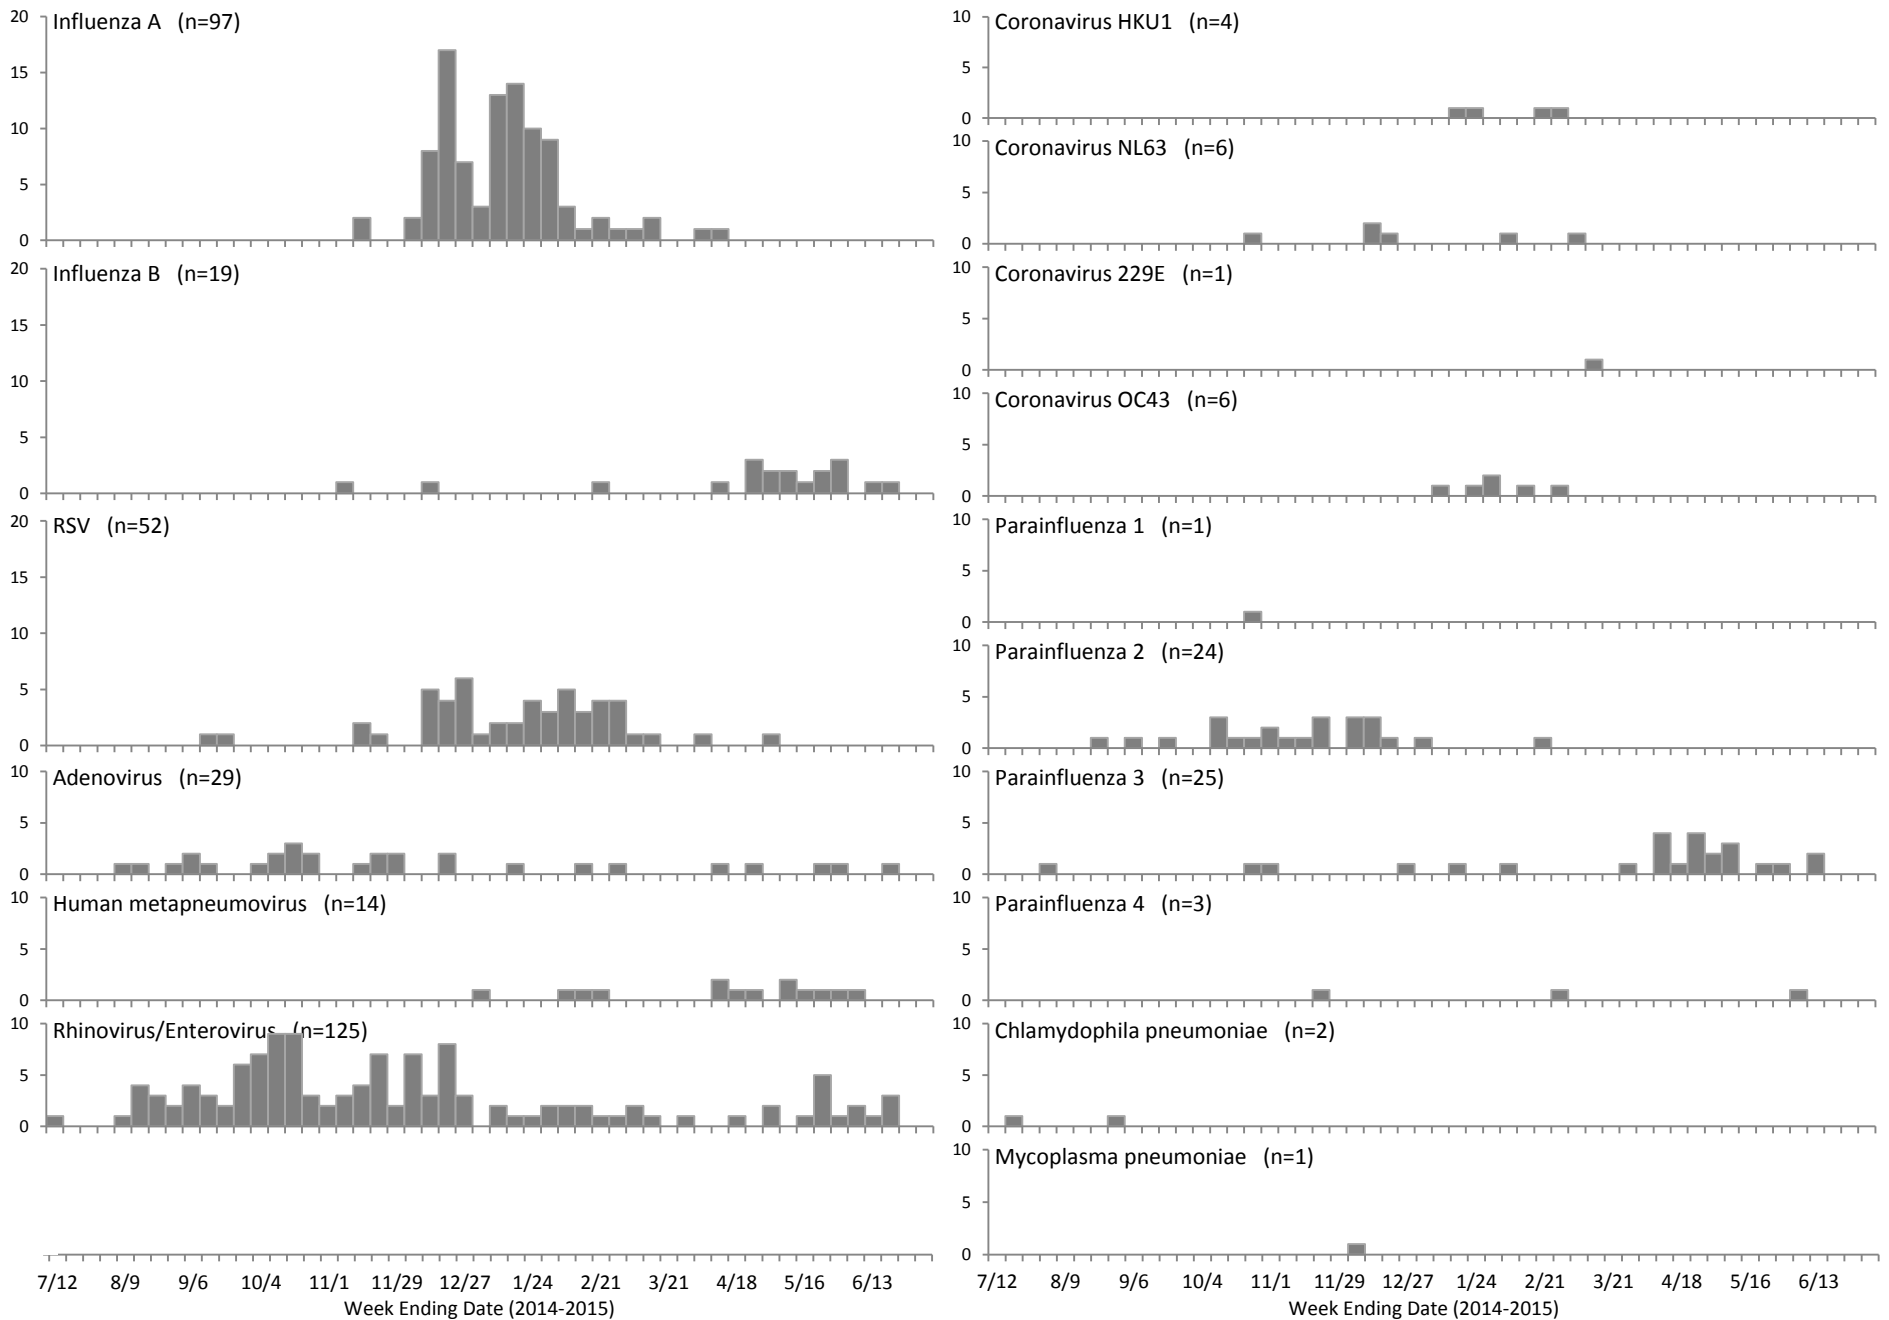 Influenza A (n=97)
20
15
10
5
0
Influenza B (n=19)
20
15
10
5
0
RSV (n=52)
20
15
10
5
0
Adenovirus (n=29)
10
5
0
Human metapneumovirus (n=14)
10
5
0
Rhinovirus/Enterovirus (n=125)
10
5
0
7/12 8/9 9/6 10/4 11/1 11/29 12/27 1/24 2/21 3/21 4/18 5/16 6/13
Week Ending Date (2014-2015)
Coronavirus HKU1 (n=4)
10
5
0
Coronavirus NL63 (n=6)
10
5
0
Coronavirus 229E (n=1)
10
5
0
Coronavirus OC43 (n=6)
10
5
0
Parainfluenza 1 (n=1)
10
5
0
Parainfluenza 2 (n=24)
10
5
0
Parainfluenza 3 (n=25)
10
5
0
Parainfluenza 4 (n=3)
10
5
0
Chlamydophila pneumoniae (n=2)
10
5
0
Mycoplasma pneumoniae (n=1)
10
5
0
7/12 8/9 9/6 10/4 11/1 11/29 12/27 1/24 2/21 3/21 4/18 5/16 6/13
Week Ending Date (2014-2015)